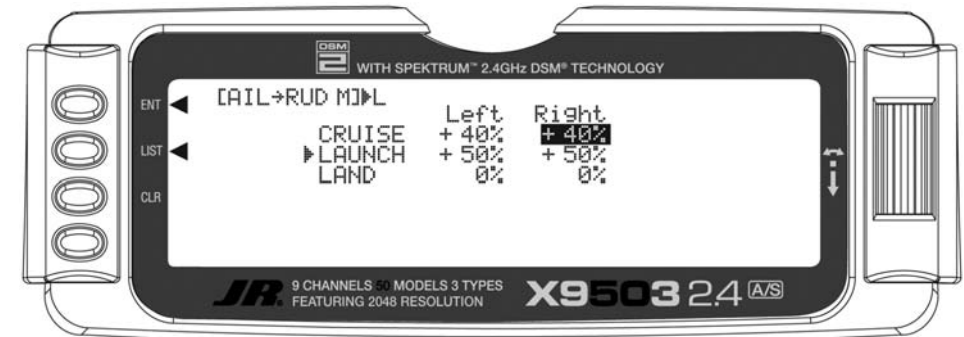 DSM
2 WITH SPEKTRUM™ 2.4GHz DSM® TECHNOLOGY
ENT
LIST
CLR
[AIL→RUD M]▶L
Left Right
CRUISE + 40% + 40%
▶LAUNCH + 50% + 50%
LAND 0% 0%
JR. 9 CHANNELS 50 MODELS 3 TYPES
FEATURING 2048 RESOLUTION
X9503 2.4 A/S